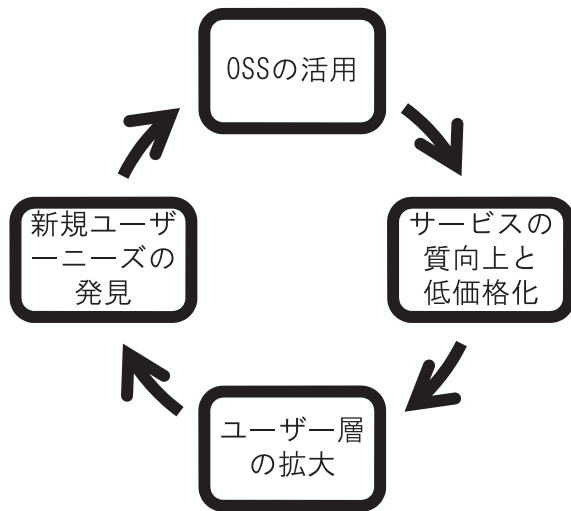 OSSの活用
サービスの
質向上と
低価格化
ユーザー層
の拡大
新規ユーザ
ーニーズの
発見